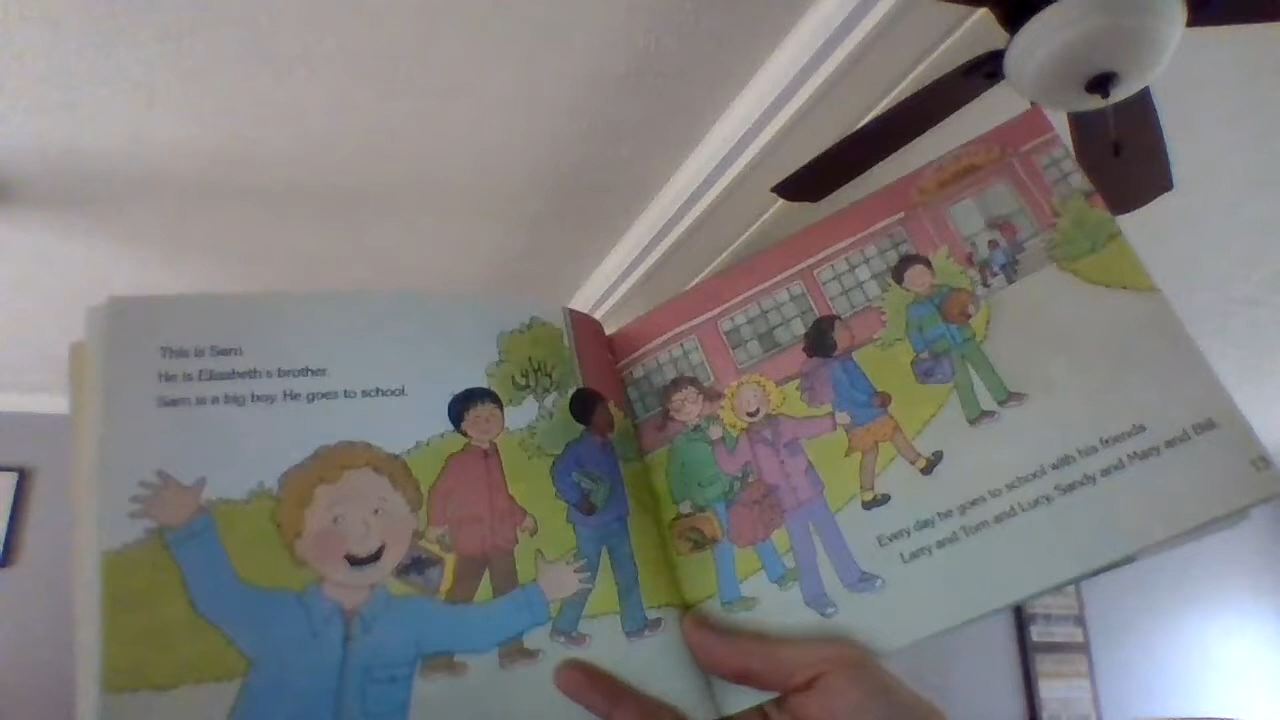 This is Sam.
He is Elizabeth's brother.
Sam is a big boy. He goes to school.
Every day he goes to school with his friends
Larry and Tom and Lucy, Sandy and Mary and Bill.
13